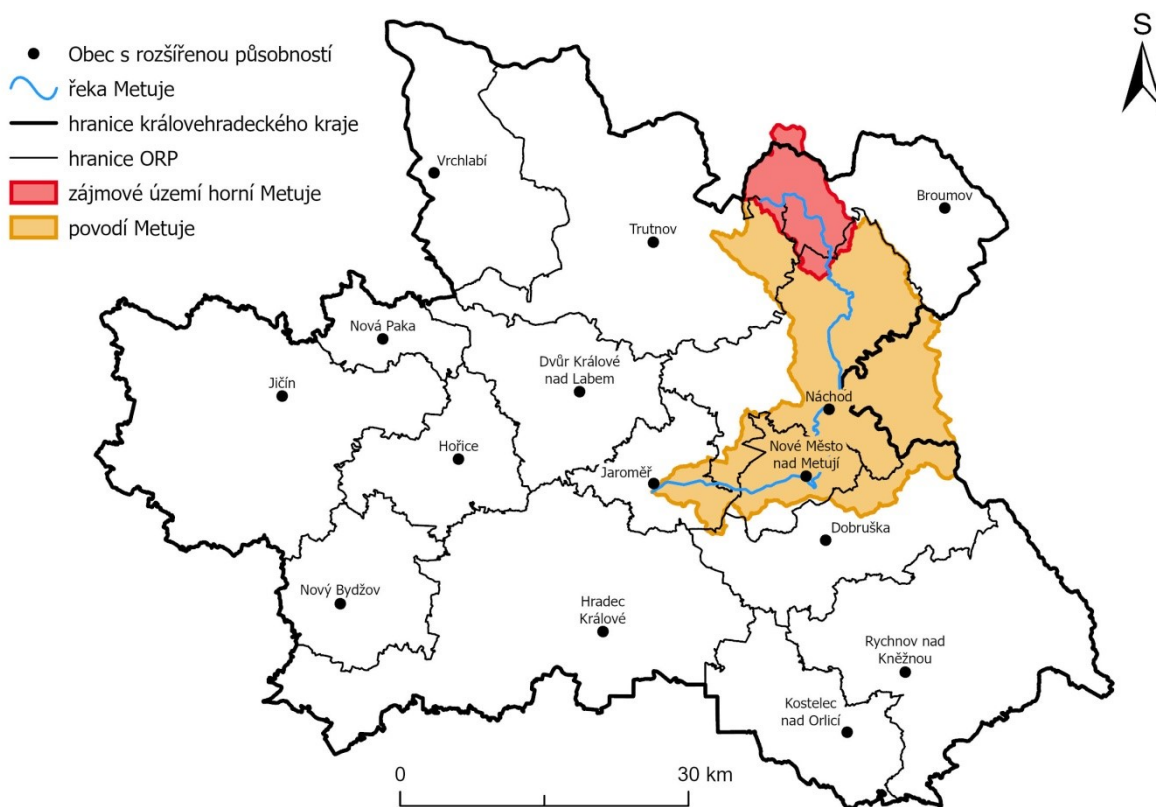 S
Obec s rozšířenou působností
řeka Metuje
hranice královehradeckého kraje
hranice ORP
zájmové území horní Metuje
povodí Metuje
Vrchlabí
Broumov
Trutnov
Nová Paka
Jičín
Dvůr Králové
nad Labem
Náchod
Hořice
Nové Město
nad Metují
Jaroměř
Dobruška
Nový Bydžov
Hradec
Králové
Rychnov nad
Kněžnou
Kostelec
nad Orlicí
0
30 km